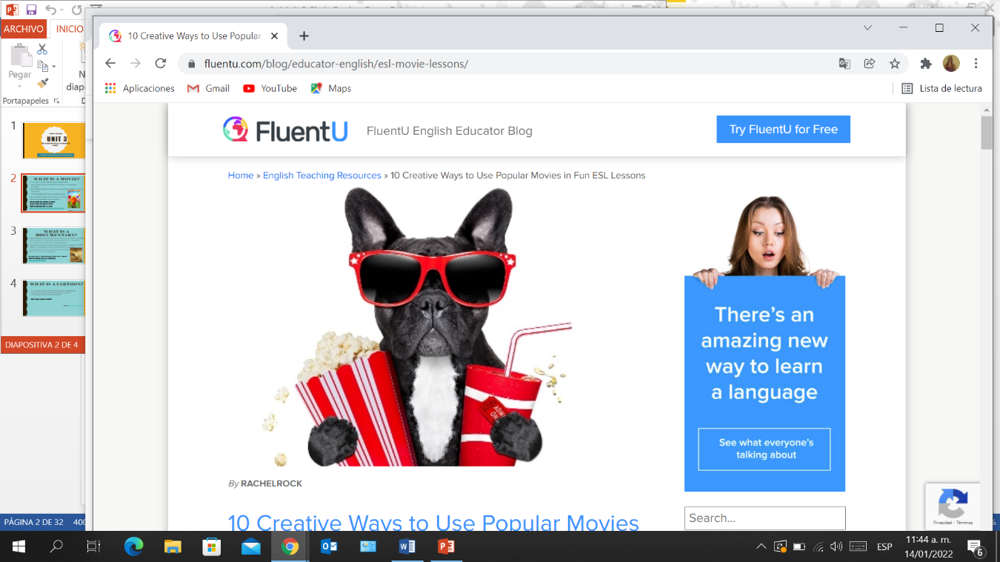 ARCHIVO INICIO
Pegar
Portapapeles
1
UNIT 3
2
WHAT IS A MOVIE?
3
WHAT IS A DOCUMENTARY?
4
WHAT IS A CARTOON?
DIAPOSITIVA 2 DE 4
PÁGINA 2 DE 32
10 Creative Ways to Use Popular
fluentu.com/blog/educator-english/esl-movie-lessons/
Aplicaciones Gmail YouTube Maps Lista de lectura
FluentU FluentU English Educator Blog Try FluentU for Free
Home » English Teaching Resources » 10 Creative Ways to Use Popular Movies in Fun ESL Lessons
There's an
amazing new
way to learn
a language
See what everyone's
talking about
By RACHELROCK
10 Creative Ways to Use Popular Movies
Search...
Privacidad - Términos
ESP
11:44 a. m.
14/01/2022
6